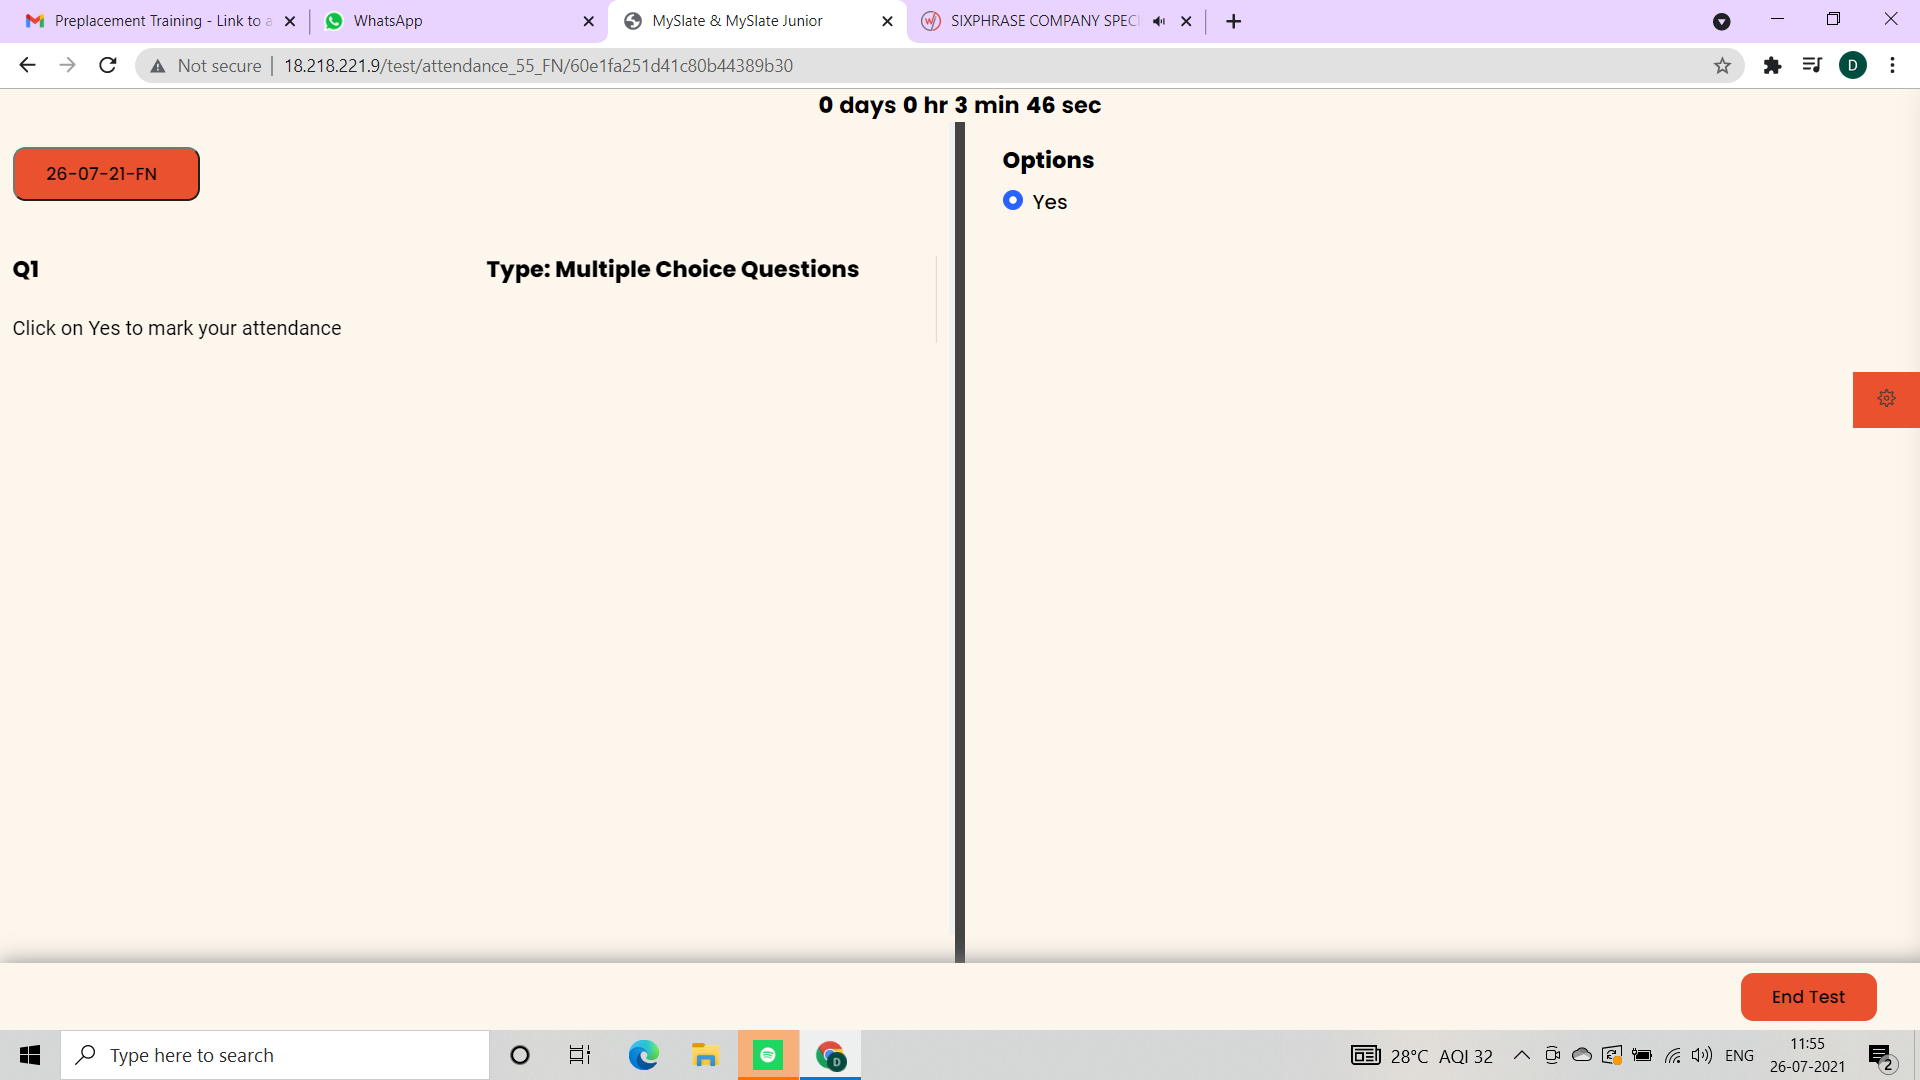 Preplacement Training - Link to a
WhatsApp
MySlate & MySlate Junior
SIXPHRASE COMPANY SPECI
Not secure
18.218.221.9/test/attendance_55_FN/60e1fa251d41c80b44389b30
D
0 days 0 hr 3 min 46 sec
26-07-21-FN
Options
Yes
Q1
Type: Multiple Choice Questions
Click on Yes to mark your attendance
End Test
Type here to search
D
28°C AQI 32
ENG
11:55
26-07-2021
2